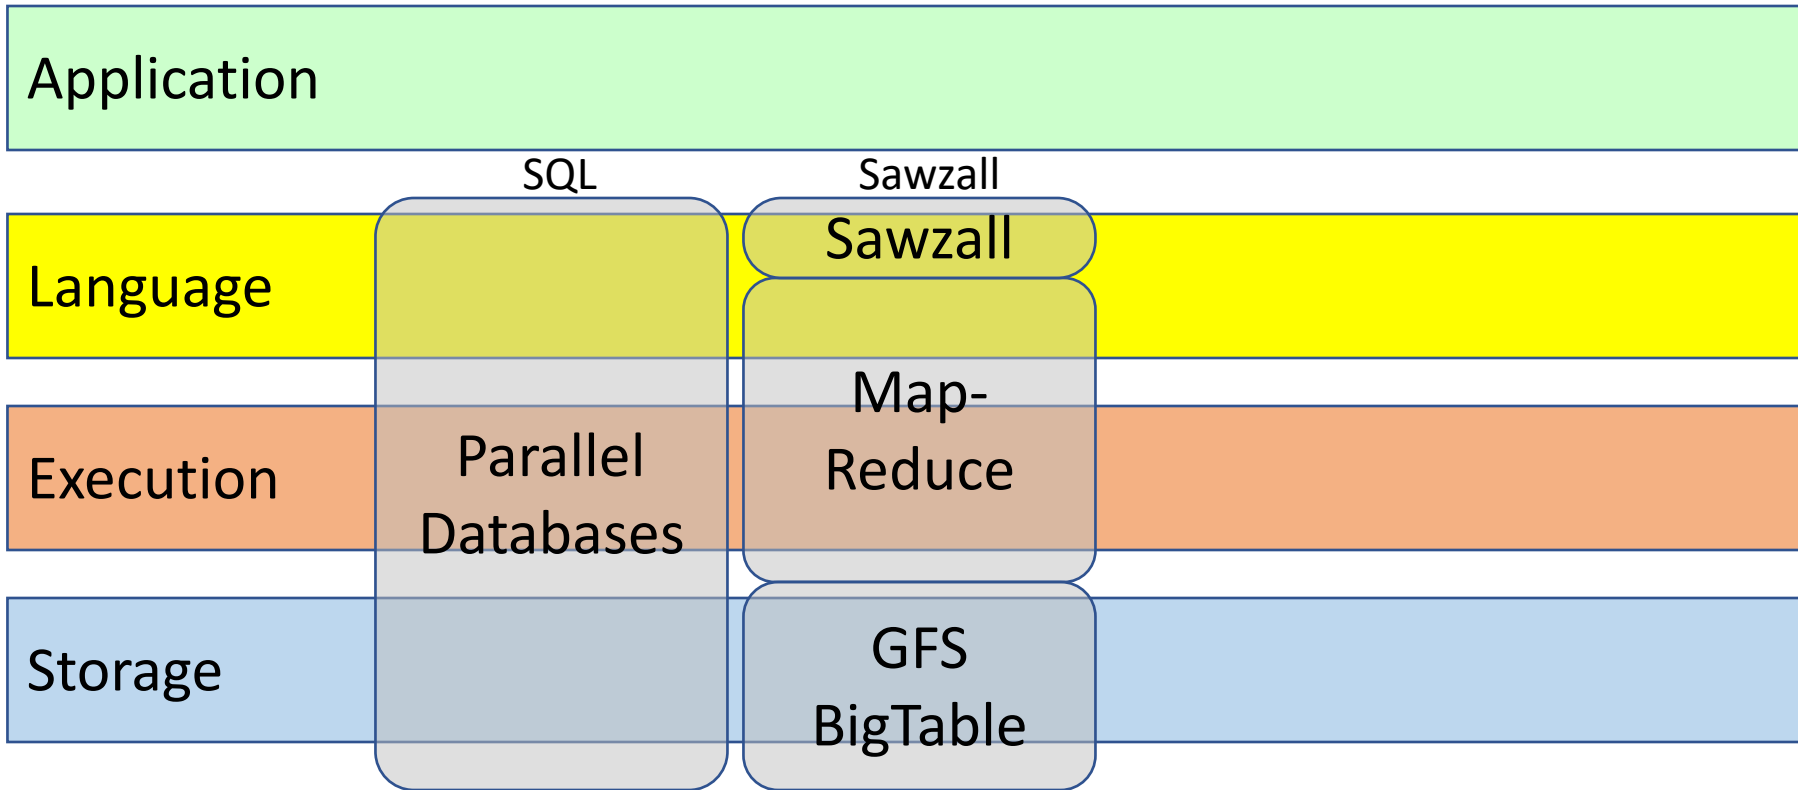 Application
SQL
Sawzall
Sawzall
Language
Map-
Reduce
Execution
Parallel
Databases
GFS
Storage
BigTable